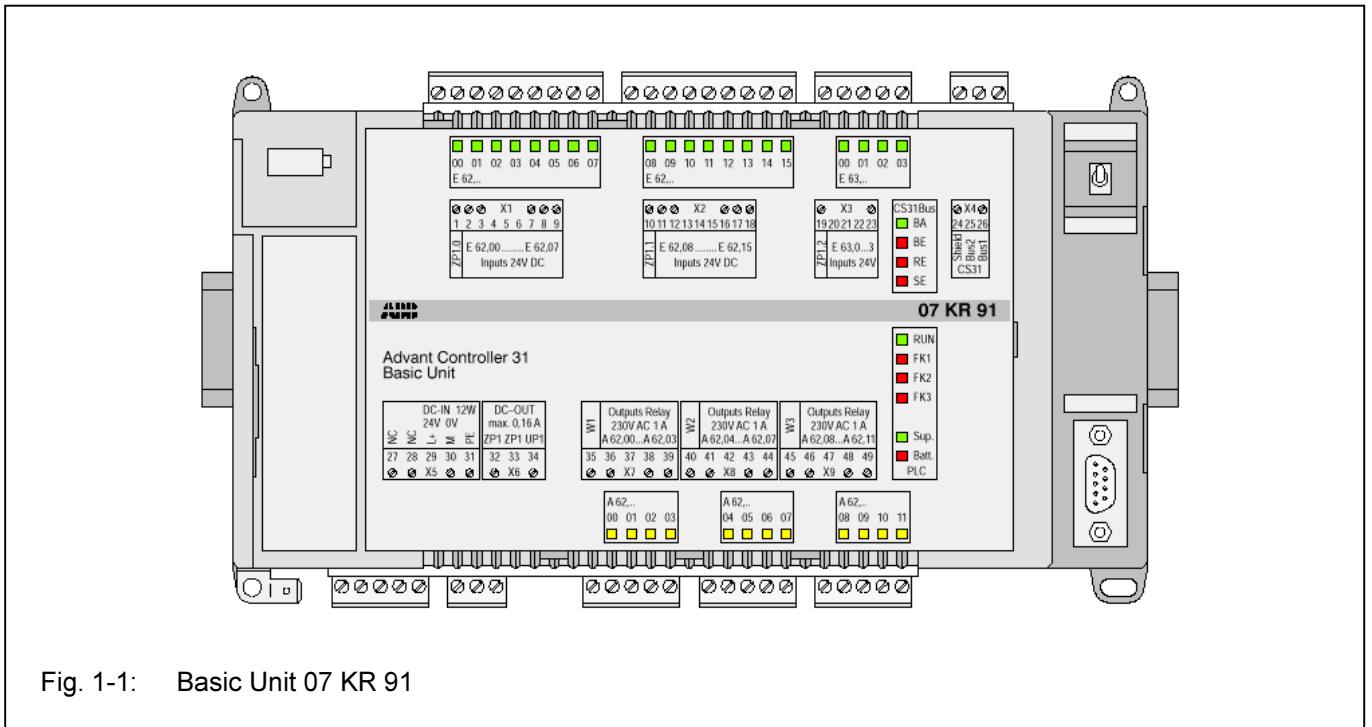 00 01 02 03 04 05 06 07
E 62,..
08 09 10 11 12 13 14 15
E 62,..
00 01 02 03
E 63,..
X1
1 2 3 4 5 6 7 8 9
ZP1.0
E 62,00.........E 62,07
Inputs 24V DC
X2
10 11 12 13 14 15 16 17 18
ZP1.1
E 62,08.........E 62,15
Inputs 24V DC
X3
19 20 21 22 23
ZP1.2
E 63,0...3
Inputs 24V
CS31Bus
BA
BE
RE
SE
X4
24 25 26
Shield
Bus2
Bus1
CS31
ABB
07 KR 91
Advant Controller 31
Basic Unit
RUN
FK1
FK2
FK3
Sup.
Batt.
PLC
DC-IN 12W
24V 0V
NC NC L+ M PE
27 28 29 30 31
X5
DC-OUT
max. 0,16 A
ZP1 ZP1 UP1
32 33 34
X6
W1
Outputs Relay
230V AC 1 A
A 62,00...A 62,03
35 36 37 38 39
X7
W2
Outputs Relay
230V AC 1 A
A 62,04...A 62,07
40 41 42 43 44
X8
W3
Outputs Relay
230V AC 1 A
A 62,08...A 62,11
45 46 47 48 49
X9
A 62,..
00 01 02 03
A 62,..
04 05 06 07
A 62,..
08 09 10 11
Fig. 1-1: Basic Unit 07 KR 91